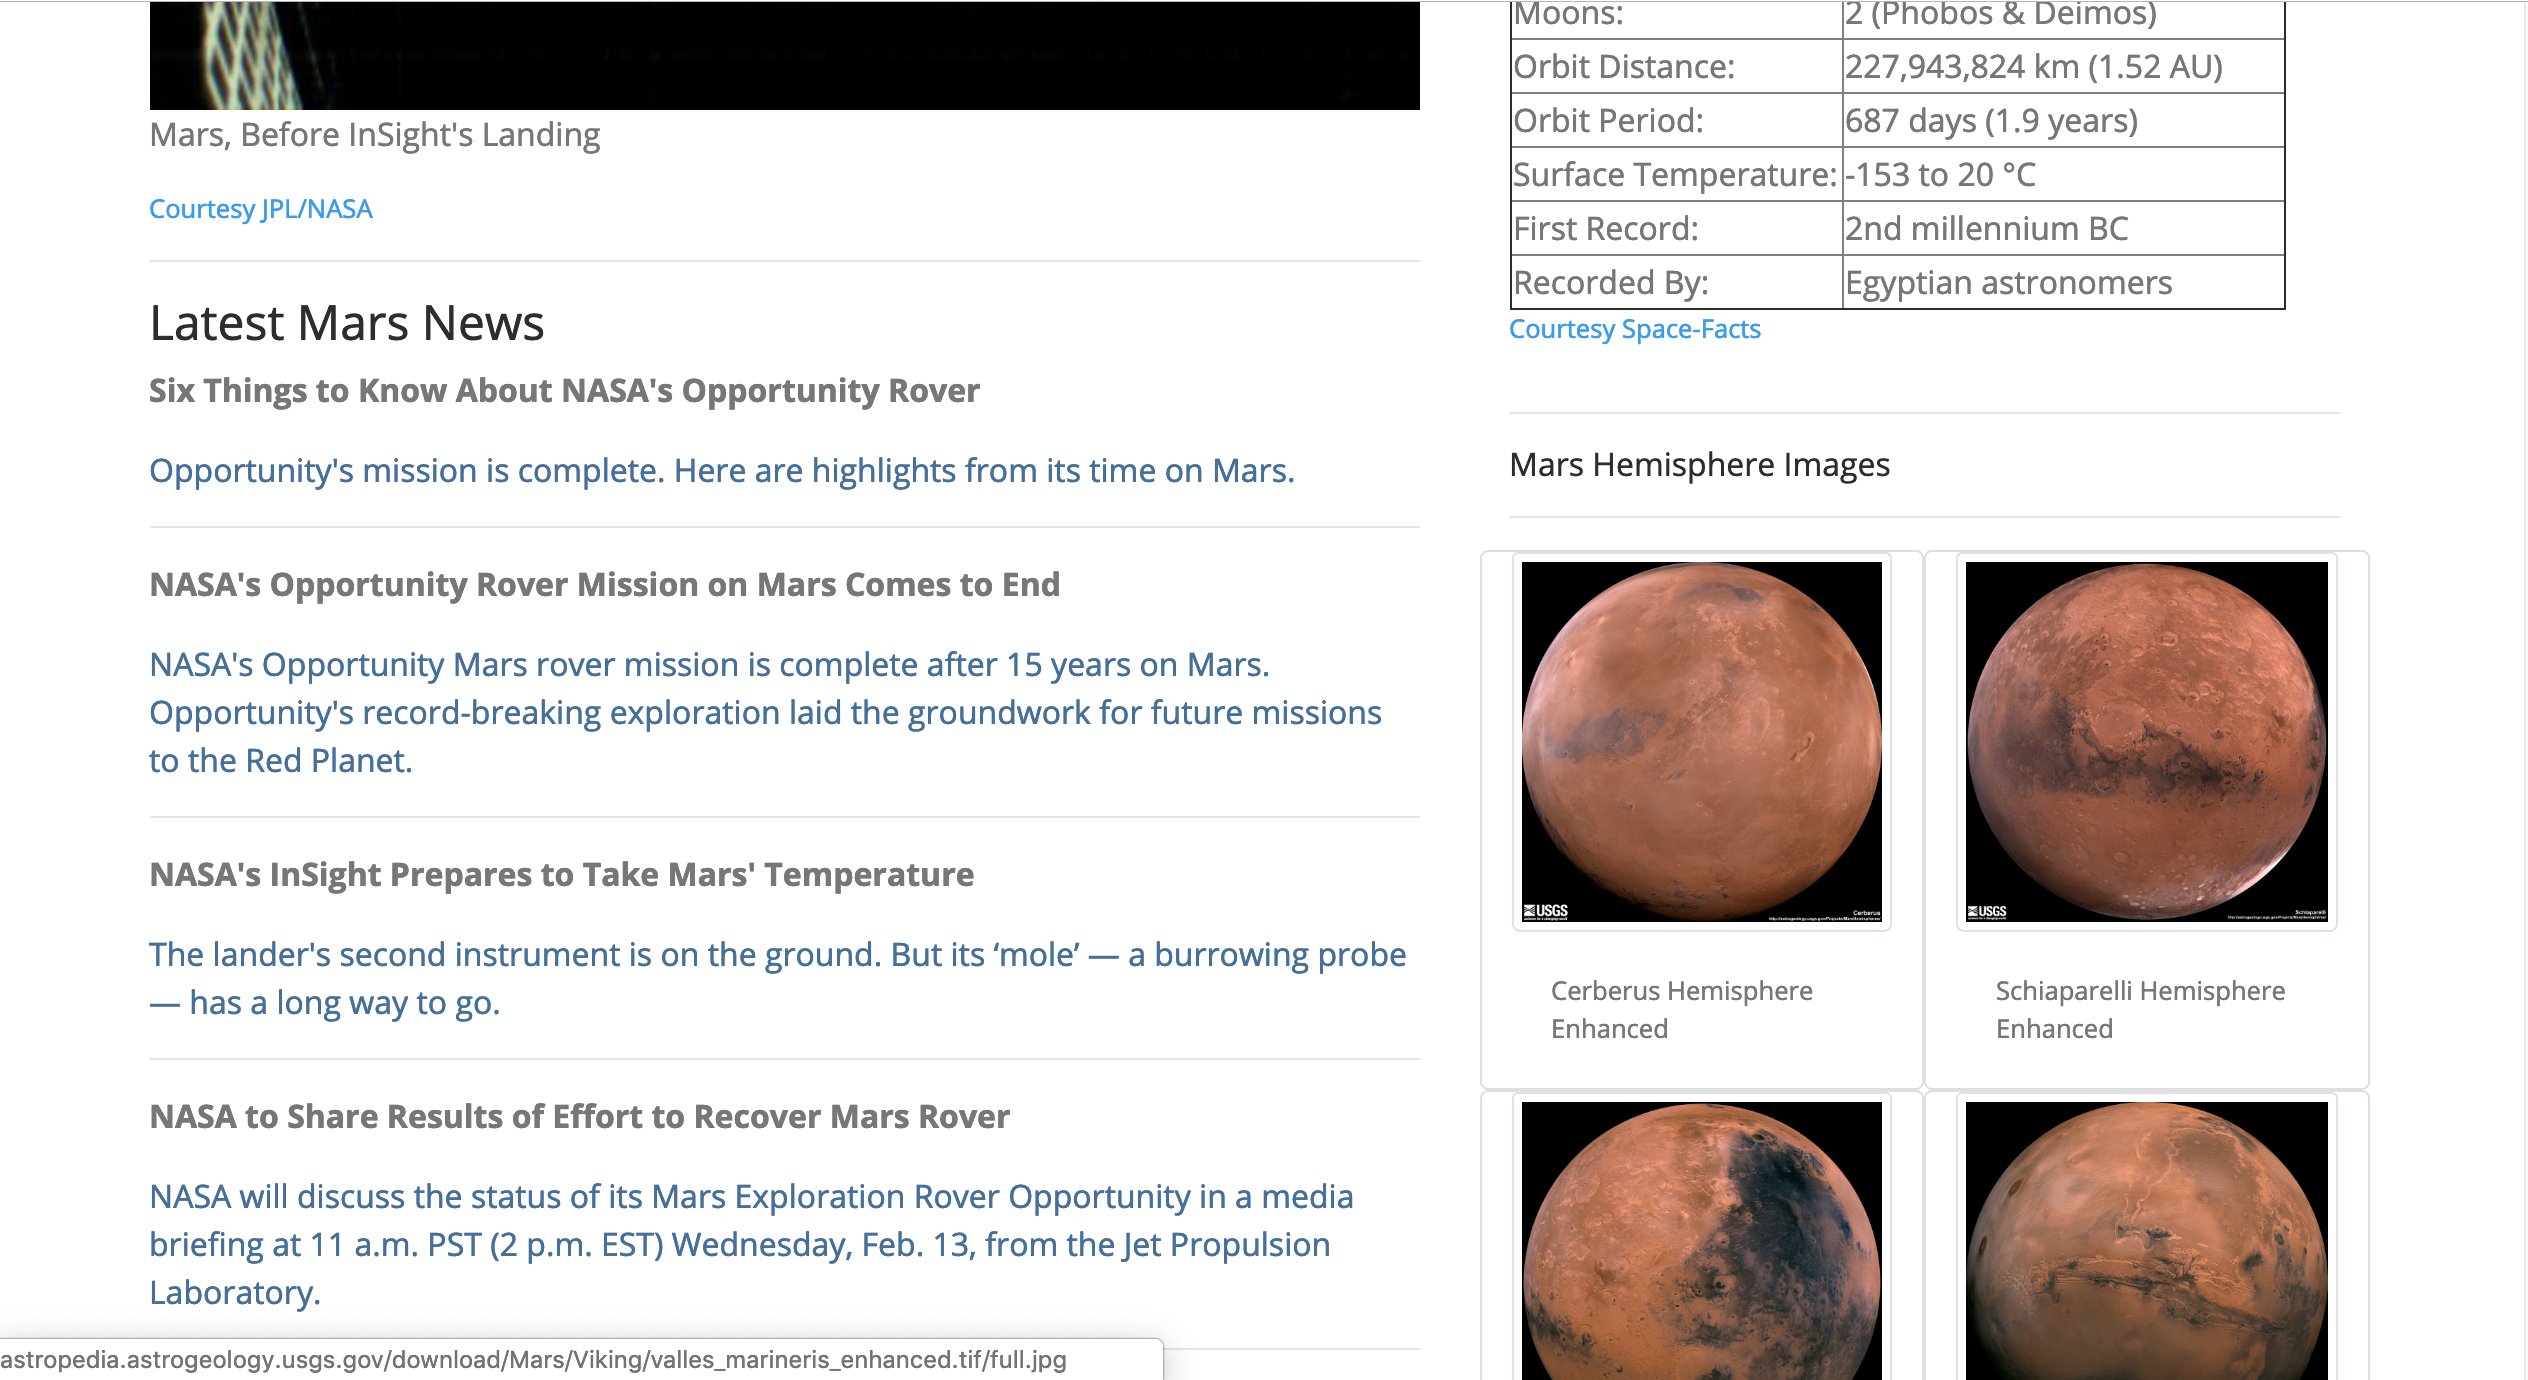 Mars, Before InSight's Landing
Courtesy JPL/NASA
Latest Mars News
Six Things to Know About NASA's Opportunity Rover
Opportunity's mission is complete. Here are highlights from its time on Mars.
NASA's Opportunity Rover Mission on Mars Comes to End
NASA's Opportunity Mars rover mission is complete after 15 years on Mars.
Opportunity's record-breaking exploration laid the groundwork for future missions
to the Red Planet.
NASA's InSight Prepares to Take Mars' Temperature
The lander's second instrument is on the ground. But its ‘mole’ — a burrowing probe
— has a long way to go.
NASA to Share Results of Effort to Recover Mars Rover
NASA will discuss the status of its Mars Exploration Rover Opportunity in a media
briefing at 11 a.m. PST (2 p.m. EST) Wednesday, Feb. 13, from the Jet Propulsion
Laboratory.
astropedia.astrogeology.usgs.gov/download/Mars/Viking/valles_marineris_enhanced.tif/full.jpg
Moons: 2 (Phobos & Deimos)
Orbit Distance: 227,943,824 km (1.52 AU)
Orbit Period: 687 days (1.9 years)
Surface Temperature: -153 to 20 °C
First Record: 2nd millennium BC
Recorded By: Egyptian astronomers
Courtesy Space-Facts
Mars Hemisphere Images
USGS
Cerberus
USGS
Schiaparelli
Cerberus Hemisphere
Enhanced
Schiaparelli Hemisphere
Enhanced